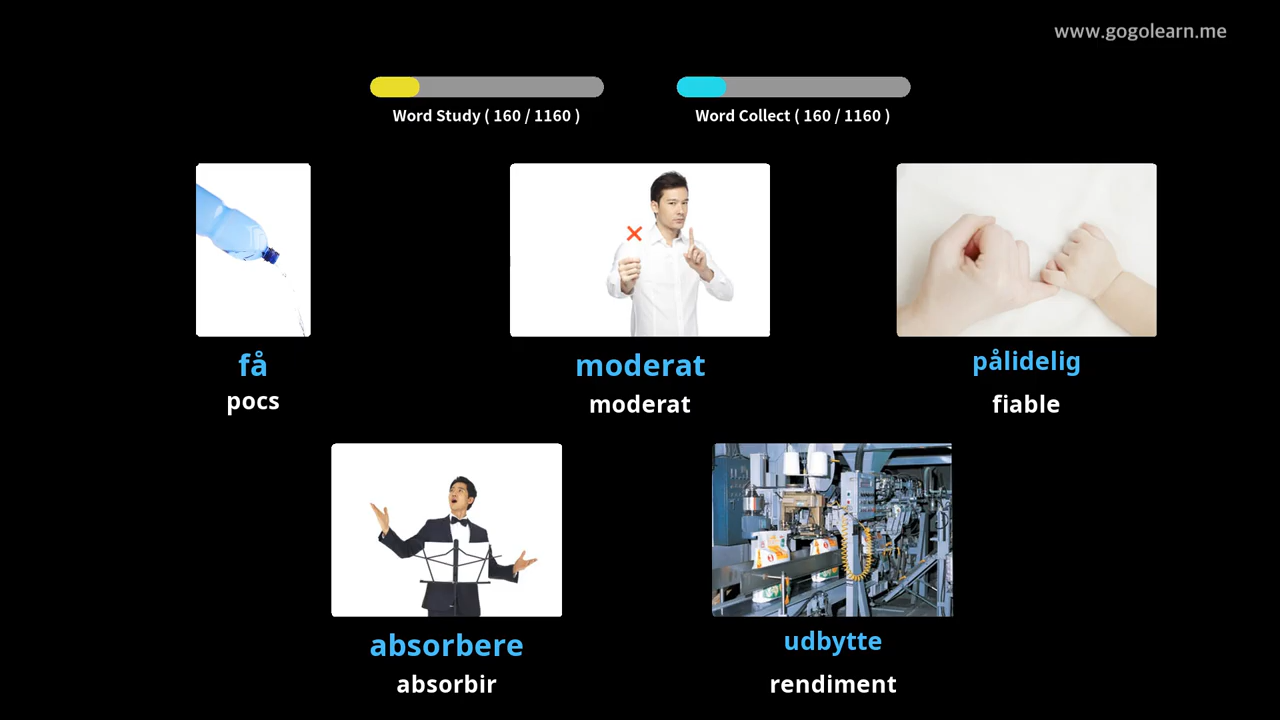 www.gogolearn.me
Word Study ( 160 / 1160 )
Word Collect ( 160 / 1160 )
få
pocs
moderat
moderat
pålidelig
fiable
absorbere
absorbir
udbytte
rendiment